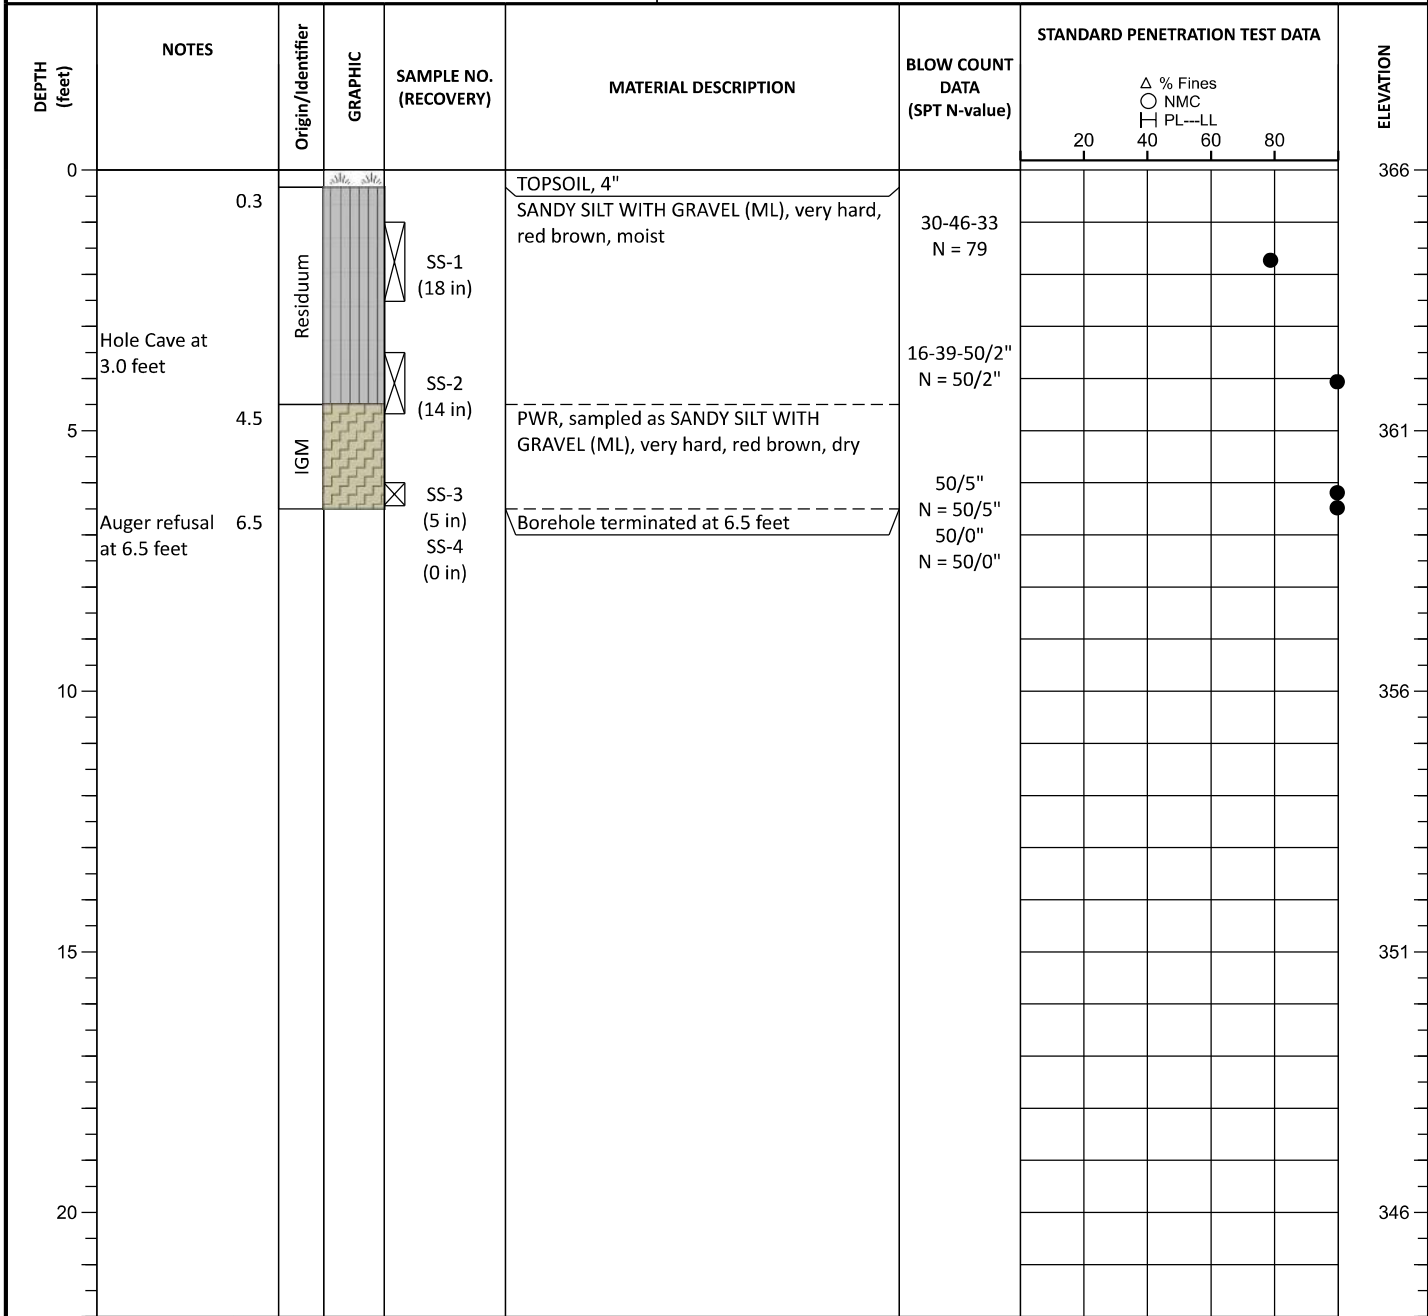 DEPTH
(feet)
NOTES
Origin/Identifier
GRAPHIC
SAMPLE NO.
(RECOVERY)
MATERIAL DESCRIPTION
BLOW COUNT
DATA
(SPT N-value)
STANDARD PENETRATION TEST DATA
% Fines
NMC
PL---LL
20 40 60 80
ELEVATION
0
366
TOPSOIL, 4"
0.3
SANDY SILT WITH GRAVEL (ML), very hard,
red brown, moist
30-46-33
N = 79
Residuum
SS-1
(18 in)
Hole Cave at
3.0 feet
16-39-50/2"
N = 50/2"
SS-2
(14 in)
4.5
5
361
IGM
PWR, sampled as SANDY SILT WITH
GRAVEL (ML), very hard, red brown, dry
50/5"
N = 50/5"
50/0"
N = 50/0"
SS-3
(5 in)
SS-4
(0 in)
Auger refusal
at 6.5 feet
6.5
Borehole terminated at 6.5 feet
10
356
15
351
20
346